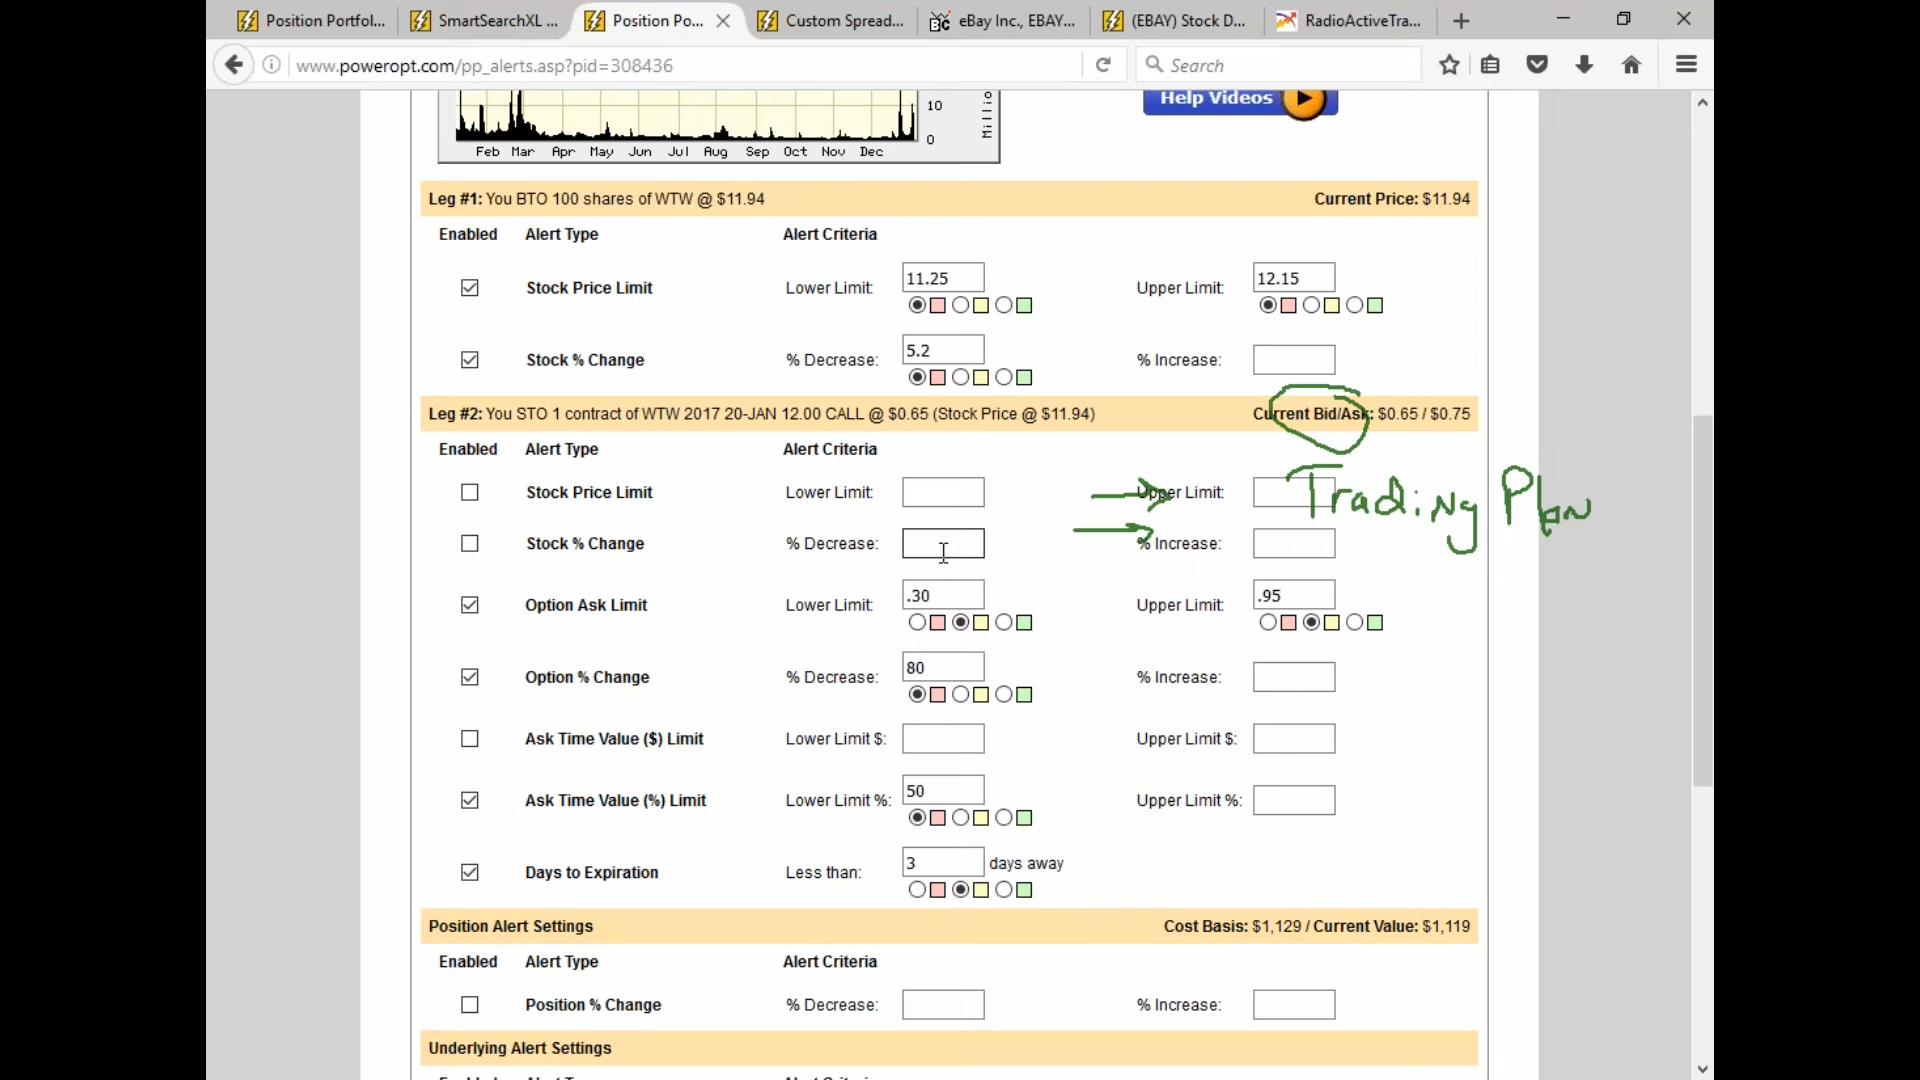 Position Portfol...
SmartSearchXL ...
Position Po...
Custom Spread...
eBay Inc., EBAY...
(EBAY) Stock D...
RadioActiveTra...
www.poweropt.com/pp_alerts.asp?pid=308436
Search
10
0
Millio
Feb Mar Apr May Jun Jul Aug Sep Oct Nov Dec
Help Videos
Leg #1: You BTO 100 shares of WTW @ $11.94 Current Price: $11.94
Enabled Alert Type Alert Criteria
Stock Price Limit Lower Limit: 11.25 Upper Limit: 12.15
Stock % Change % Decrease: 5.2 % Increase:
Leg #2: You STO 1 contract of WTW 2017 20-JAN 12.00 CALL @ $0.65 (Stock Price @ $11.94) Current Bid/Ask: $0.65 / $0.75
Enabled Alert Type Alert Criteria
Stock Price Limit Lower Limit: Upper Limit:
Trading Plan
Stock % Change % Decrease: % Increase:
Option Ask Limit Lower Limit: .30 Upper Limit: .95
Option % Change % Decrease: 80 % Increase:
Ask Time Value ($) Limit Lower Limit $: Upper Limit $:
Ask Time Value (%) Limit Lower Limit %: 50 Upper Limit %:
Days to Expiration Less than: 3 days away
Position Alert Settings Cost Basis: $1,129 / Current Value: $1,119
Enabled Alert Type Alert Criteria
Position % Change % Decrease: % Increase:
Underlying Alert Settings